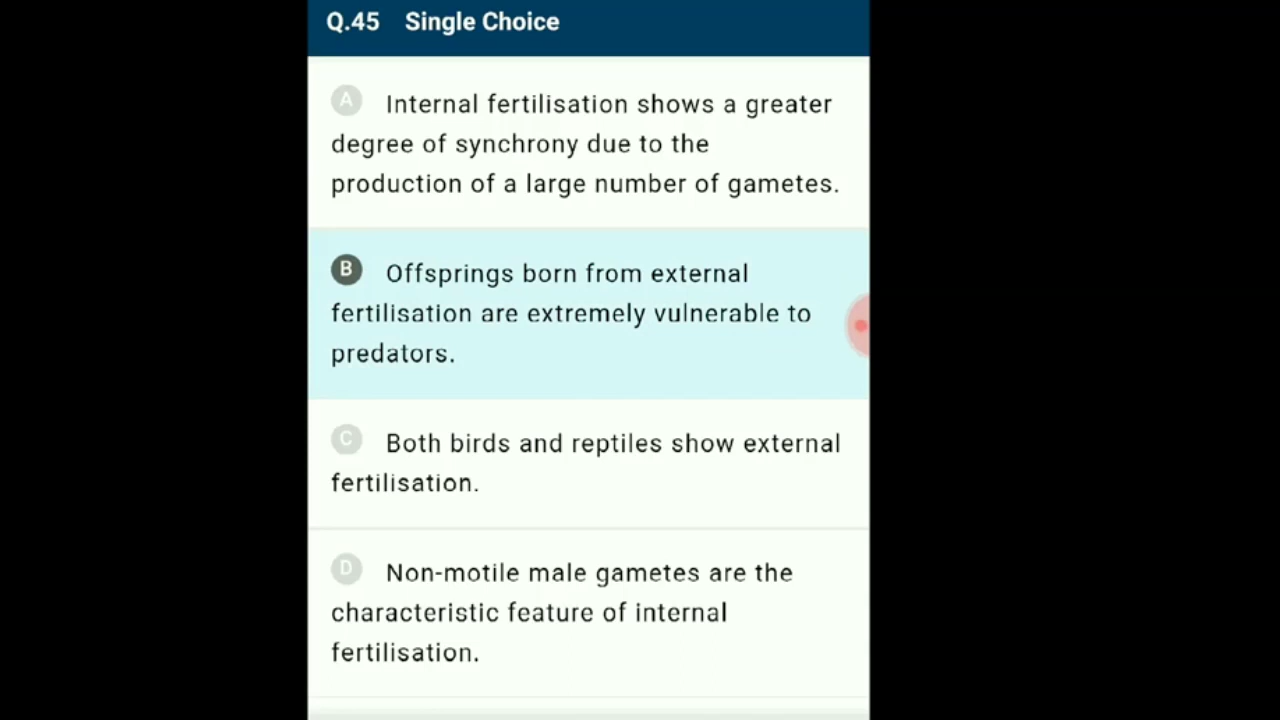 Q.45 Single Choice
A Internal fertilisation shows a greater
degree of synchrony due to the
production of a large number of gametes.
B Offsprings born from external
fertilisation are extremely vulnerable to
predators.
C Both birds and reptiles show external
fertilisation.
D Non-motile male gametes are the
characteristic feature of internal
fertilisation.